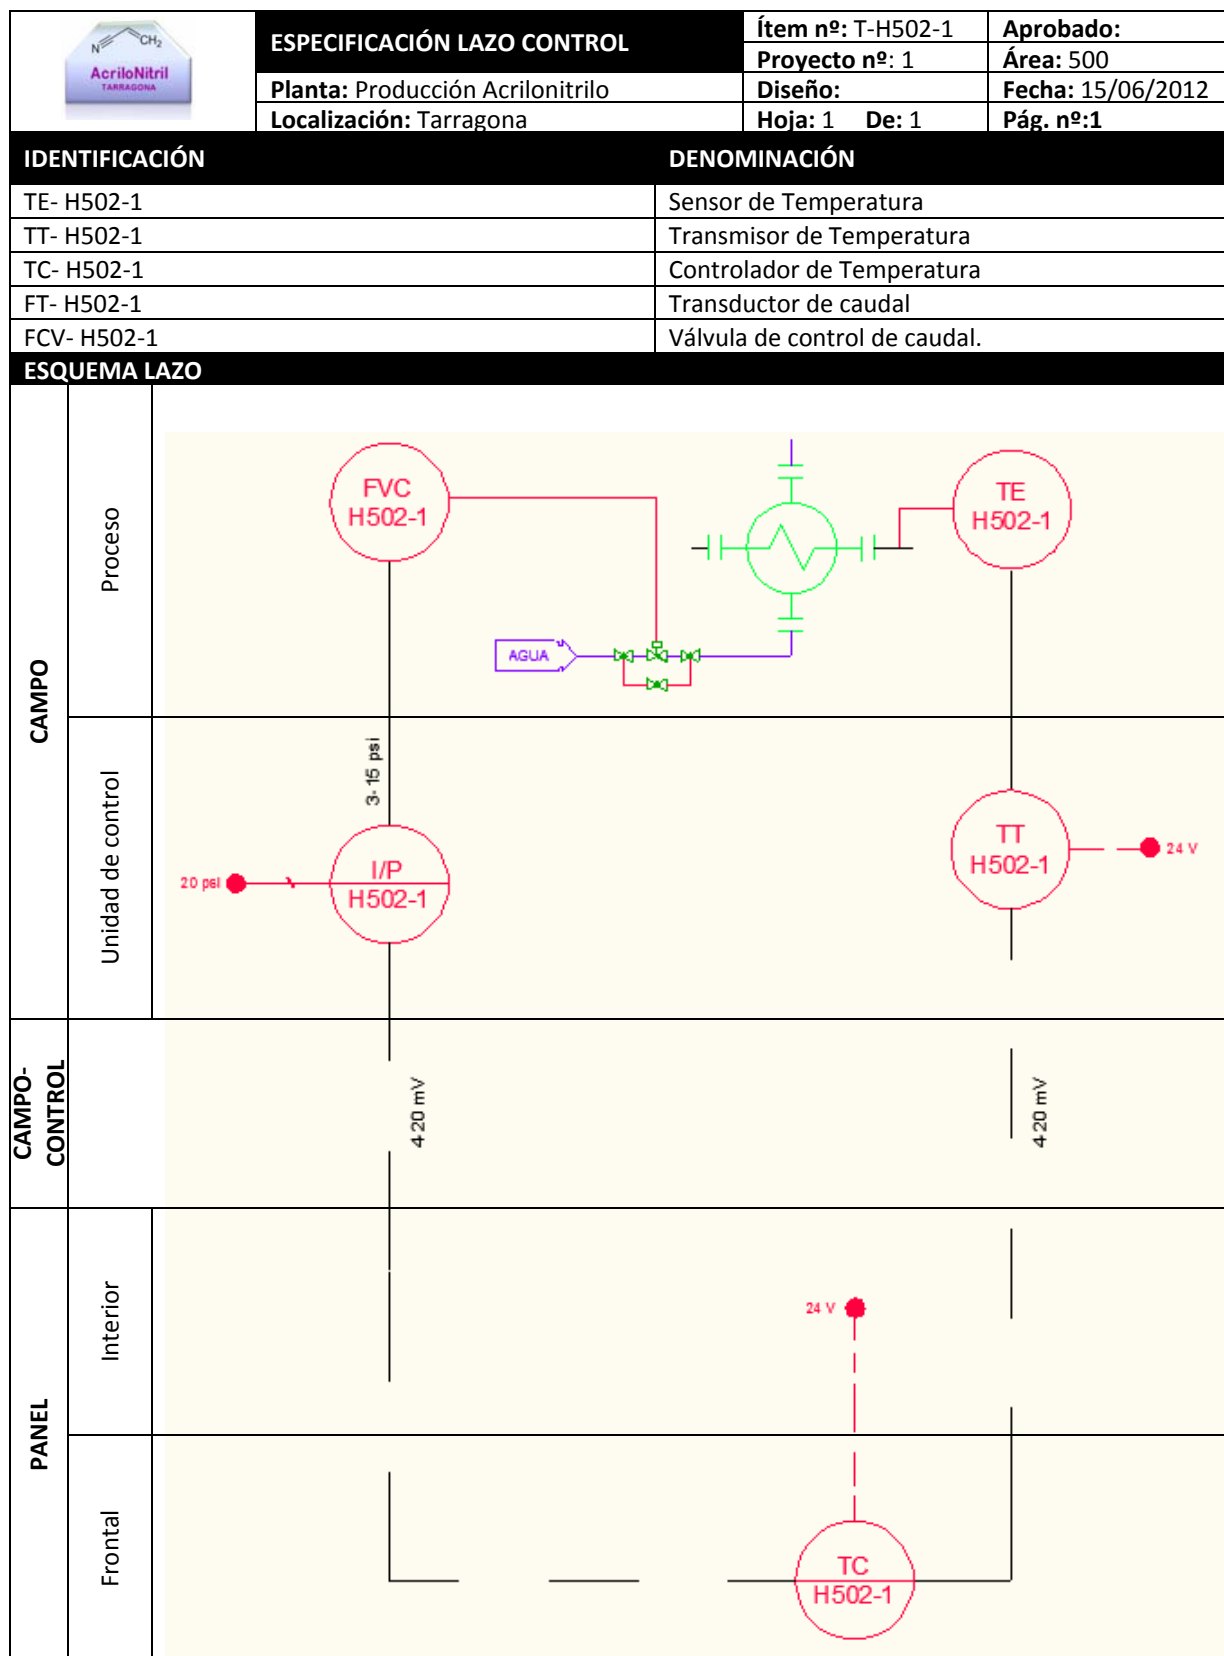 N CH₂
AcriloNitril
TARRAGONA
ESPECIFICACIÓN LAZO CONTROL
Ítem nº: T-H502-1
Aprobado:
Proyecto nº: 1
Área: 500
Planta: Producción Acrilonitrilo
Diseño:
Fecha: 15/06/2012
Localización: Tarragona
Hoja: 1 De: 1
Pág. nº:1
IDENTIFICACIÓN
DENOMINACIÓN
TE- H502-1
Sensor de Temperatura
TT- H502-1
Transmisor de Temperatura
TC- H502-1
Controlador de Temperatura
FT- H502-1
Transductor de caudal
FCV- H502-1
Válvula de control de caudal.
ESQUEMA LAZO
CAMPO
Proceso
FVC
H502-1
TE
H502-1
AGUA
Unidad de control
3-15 psi
I/P
H502-1
20 psi
TT
H502-1
24 V
CAMPO-
CONTROL
4 20 mV
4 20 mV
PANEL
Interior
24 V
Frontal
TC
H502-1